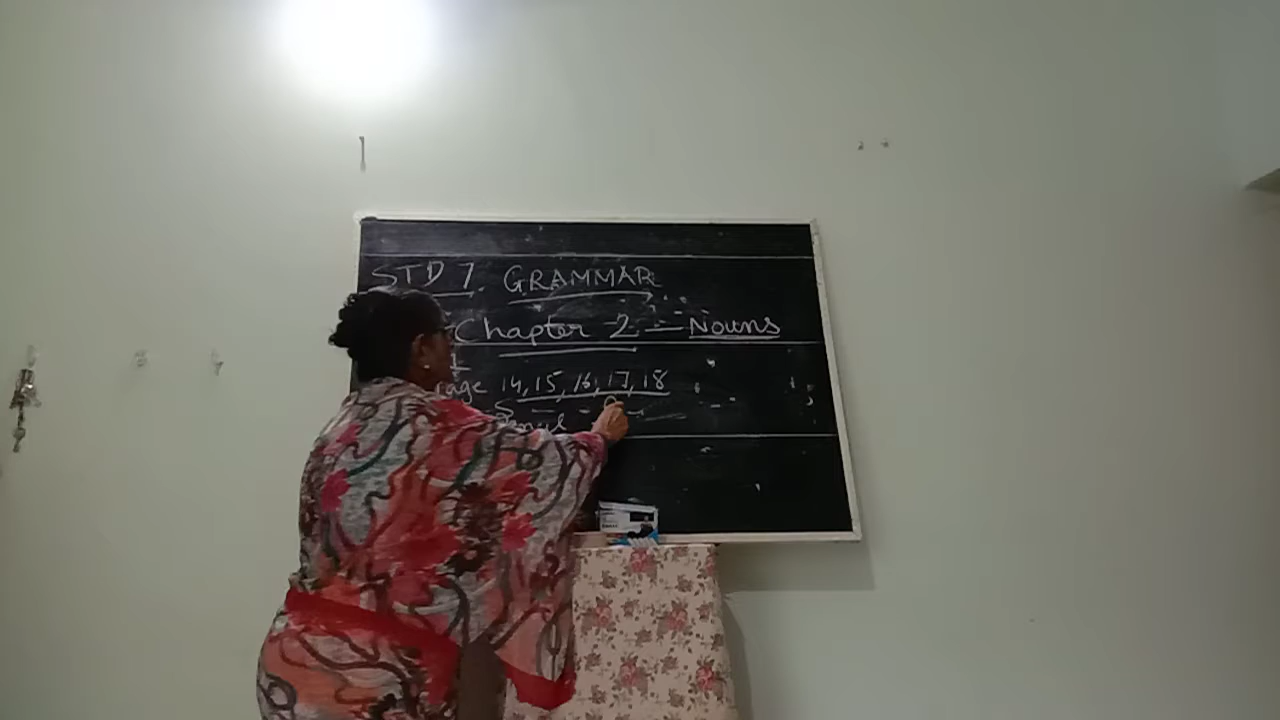 STD 7. GRAMMAR
Chapter 2 — Nouns
Page 14, 15, 16, 17, 18